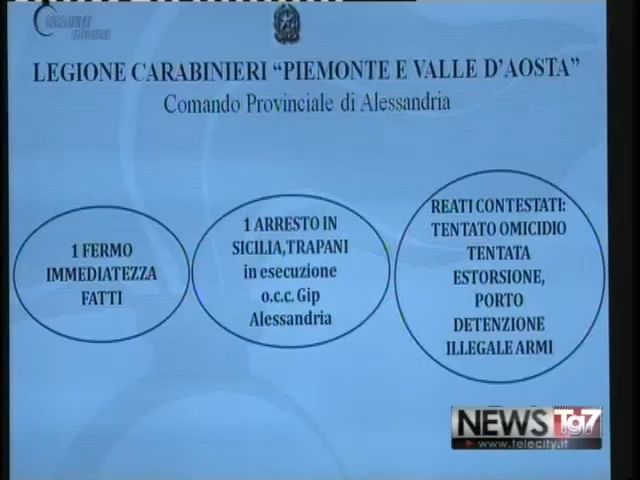 LEGIONE CARABINIERI “PIEMONTE E VALLE D’AOSTA”
Comando Provinciale di Alessandria
1 FERMO
IMMEDIATEZZA
FATTI
1 ARRESTO IN
SICILIA,TRAPANI
in esecuzione
o.c.c. Gip
Alessandria
REATI CONTESTATI:
TENTATO OMICIDIO
TENTATA
ESTORSIONE,
PORTO
DETENZIONE
ILLEGALE ARMI
NEWS Tg7
www.telecity.it